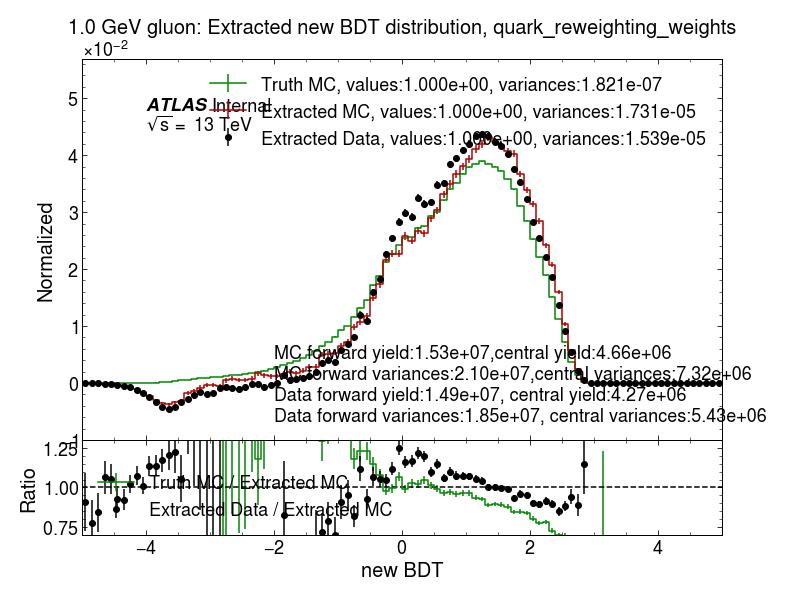 1.0 GeV gluon: Extracted new BDT distribution, quark_reweighting_weights
×10−2
Truth MC, values:1.000e+00, variances:1.821e-07
ATLAS Internal
Extracted MC, values:1.000e+00, variances:1.731e-05
√s = 13 TeV
Extracted Data, values:1.000e+00, variances:1.539e-05
5
4
3
2
1
0
Normalized
MC forward yield:1.53e+07,central yield:4.66e+06
MC forward variances:2.10e+07,central variances:7.32e+06
Data forward yield:1.49e+07,central yield:4.27e+06
Data forward variances:1.85e+07, central variances:5.43e+06
1.25
1.00
0.75
Ratio
Truth MC / Extracted MC
Extracted Data / Extracted MC
−4 −2 0 2 4
new BDT